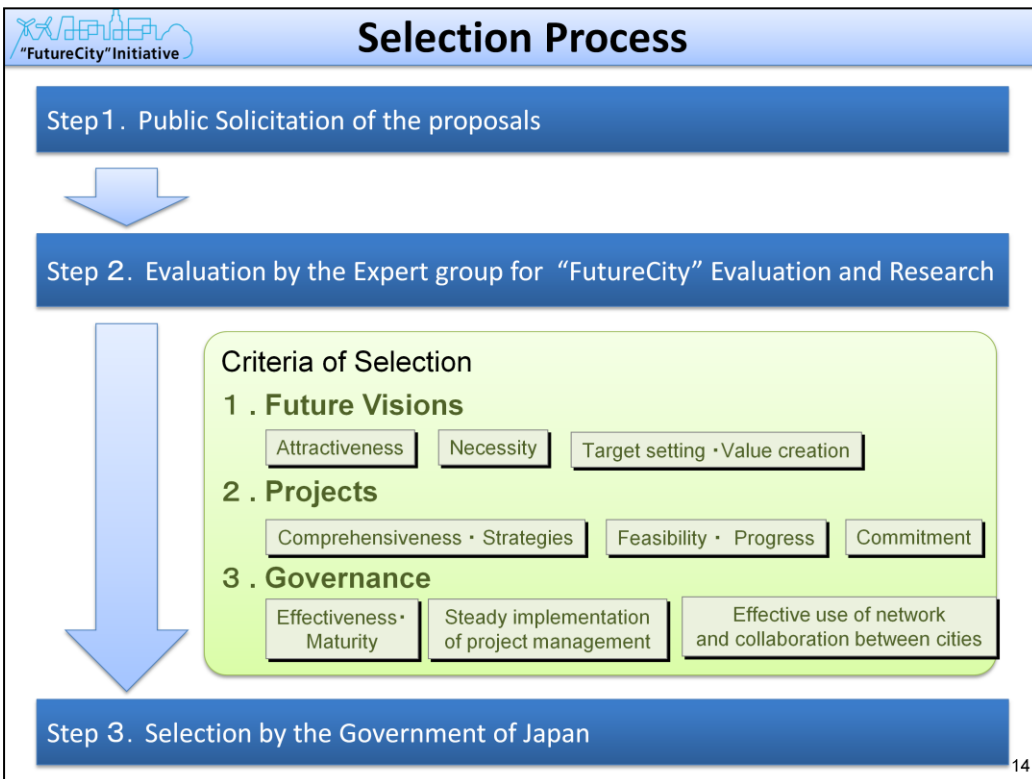 "FutureCity"Initiative
Selection Process
Step１. Public Solicitation of the proposals
Step ２. Evaluation by the Expert group for “FutureCity” Evaluation and Research
Criteria of Selection
１. Future Visions
Attractiveness
Necessity
Target setting・Value creation
２. Projects
Comprehensiveness・Strategies
Feasibility・ Progress
Commitment
３. Governance
Effectiveness・
Maturity
Steady implementation
of project management
Effective use of network
and collaboration between cities
Step ３. Selection by the Government of Japan
14